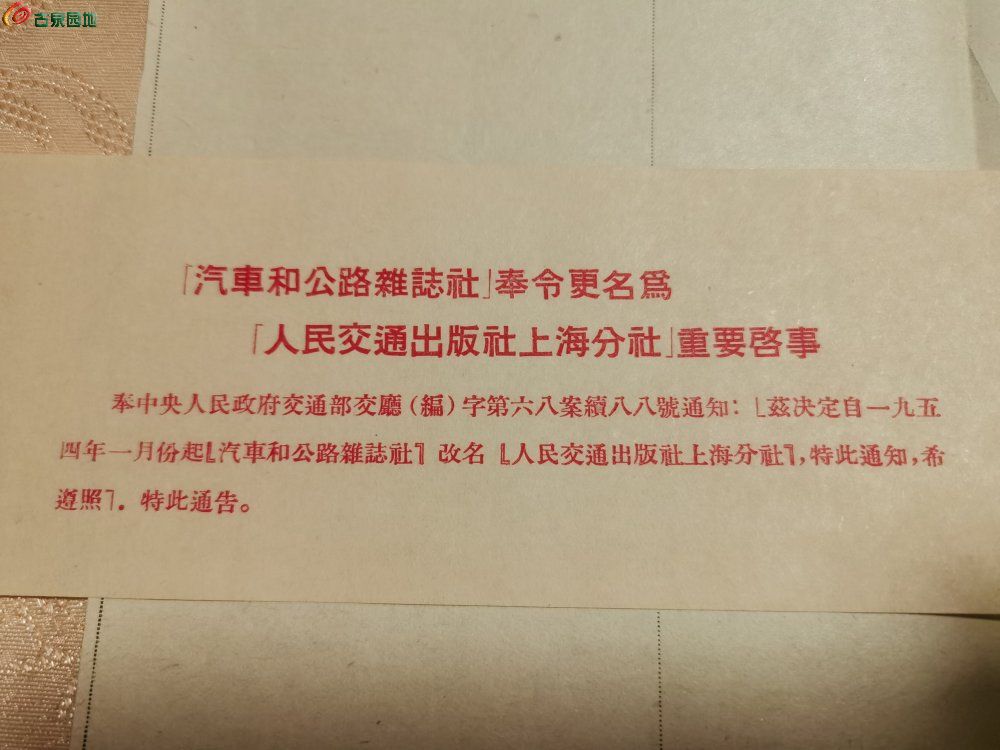 古泉园地
「汽車和公路雜誌社」奉令更名爲
「人民交通出版社上海分社」重要啓事
奉中央人民政府交通部交廳(編)字第六八案續八八號通知：「茲决定自一九五
四年一月份起『汽車和公路雜誌社』改名『人民交通出版社上海分社』，特此通知，希
遵照」．特此通告。